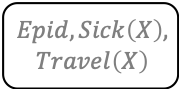 Epid, Sick(X),
Travel(X)